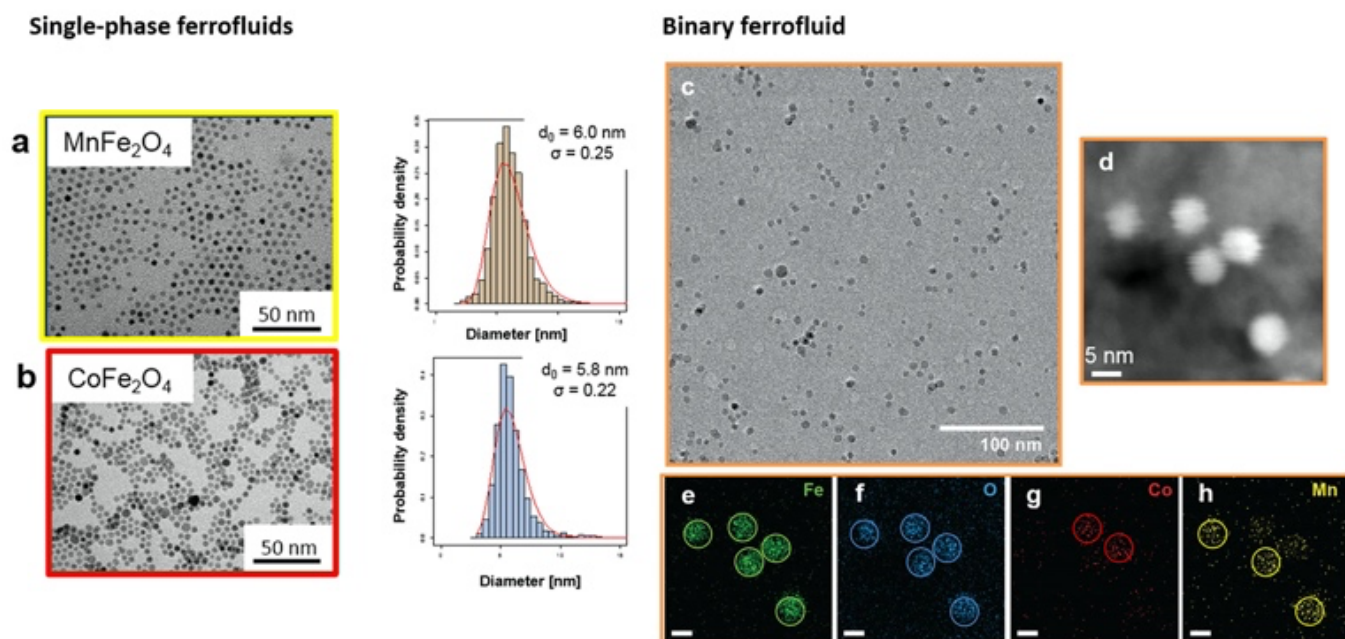 Single-phase ferrofluids
Binary ferrofluid
a
MnFe₂O₄
50 nm
Probability density
d₀ = 6.0 nm
σ = 0.25
Diameter [nm]
b
CoFe₂O₄
50 nm
Probability density
d₀ = 5.8 nm
σ = 0.22
Diameter [nm]
c
100 nm
d
5 nm
e Fe
f O
g Co
h Mn